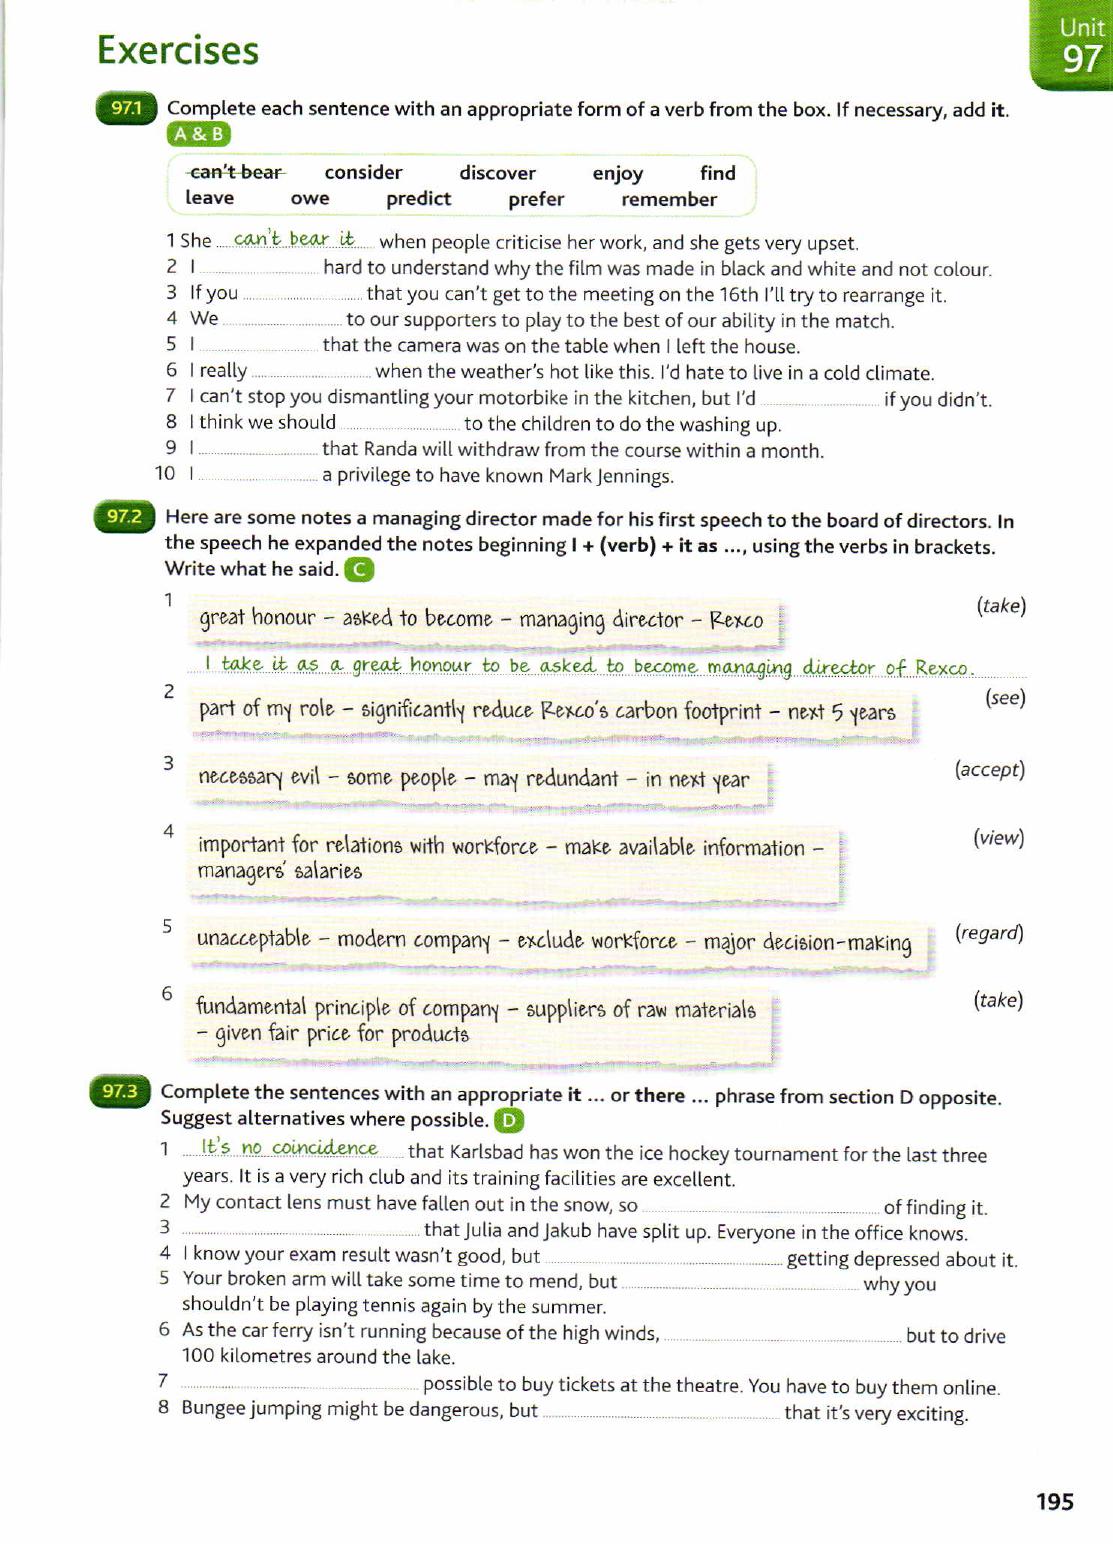 Exercises
Unit
97
97.1 Complete each sentence with an appropriate form of a verb from the box. If necessary, add it.
A & B
can't bear consider discover enjoy find
leave owe predict prefer remember
1 She can't bear it when people criticise her work, and she gets very upset.
2 I hard to understand why the film was made in black and white and not colour.
3 If you that you can't get to the meeting on the 16th I'll try to rearrange it.
4 We to our supporters to play to the best of our ability in the match.
5 I that the camera was on the table when I left the house.
6 I really when the weather's hot like this. I'd hate to live in a cold climate.
7 I can't stop you dismantling your motorbike in the kitchen, but I'd if you didn't.
8 I think we should to the children to do the washing up.
9 I that Randa will withdraw from the course within a month.
10 I a privilege to have known Mark Jennings.
97.2 Here are some notes a managing director made for his first speech to the board of directors. In
the speech he expanded the notes beginning I + (verb) + it as ..., using the verbs in brackets.
Write what he said. C
1 great honour – asked to become – managing director – Rexco (take)
I take it as a great honour to be asked to become managing director of Rexco.
2 part of my role – significantly reduce Rexco's carbon footprint – next 5 years (see)
3 necessary evil – some people – may redundant – in next year (accept)
4 important for relations with workforce – make available information – (view)
managers' salaries
5 unacceptable – modern company – exclude workforce – major decision-making (regard)
6 fundamental principle of company – suppliers of raw materials (take)
– given fair price for products
97.3 Complete the sentences with an appropriate it ... or there ... phrase from section D opposite.
Suggest alternatives where possible. D
1 It's no coincidence that Karlsbad has won the ice hockey tournament for the last three
years. It is a very rich club and its training facilities are excellent.
2 My contact lens must have fallen out in the snow, so of finding it.
3 that Julia and Jakub have split up. Everyone in the office knows.
4 I know your exam result wasn't good, but getting depressed about it.
5 Your broken arm will take some time to mend, but why you
shouldn't be playing tennis again by the summer.
6 As the car ferry isn't running because of the high winds, but to drive
100 kilometres around the lake.
7 possible to buy tickets at the theatre. You have to buy them online.
8 Bungee jumping might be dangerous, but that it's very exciting.
195